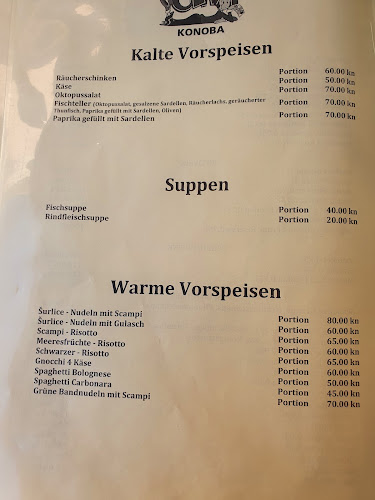 KONOBA
Kalte Vorspeisen
Räucherschinken Portion 60.00 kn
Käse Portion 50.00 kn
Oktopussalat Portion 70.00 kn
Fischteller (Oktopussalat, gesolzene Sardellen, Räucherlachs, geräucherter Portion 70.00 kn
Thonfisch, Paprika gefüllt mit Sardellen, Oliven)
Paprika gefüllt mit Sardellen Portion 70.00 kn
Suppen
Fischsuppe Portion 40.00 kn
Rindfleischsuppe Portion 20.00 kn
Warme Vorspeisen
Šurlice - Nudeln mit Scampi Portion 80.00 kn
Šurlice - Nudeln mit Gulasch Portion 60.00 kn
Scampi - Risotto Portion 65.00 kn
Meeresfrüchte - Risotto Portion 60.00 kn
Schwarzer - Risotto Portion 65.00 kn
Gnocchi 4 Käse Portion 60.00 kn
Spaghetti Bolognese Portion 50.00 kn
Spaghetti Carbonara Portion 45.00 kn
Grüne Bandnudeln mit Scampi Portion 70.00 kn